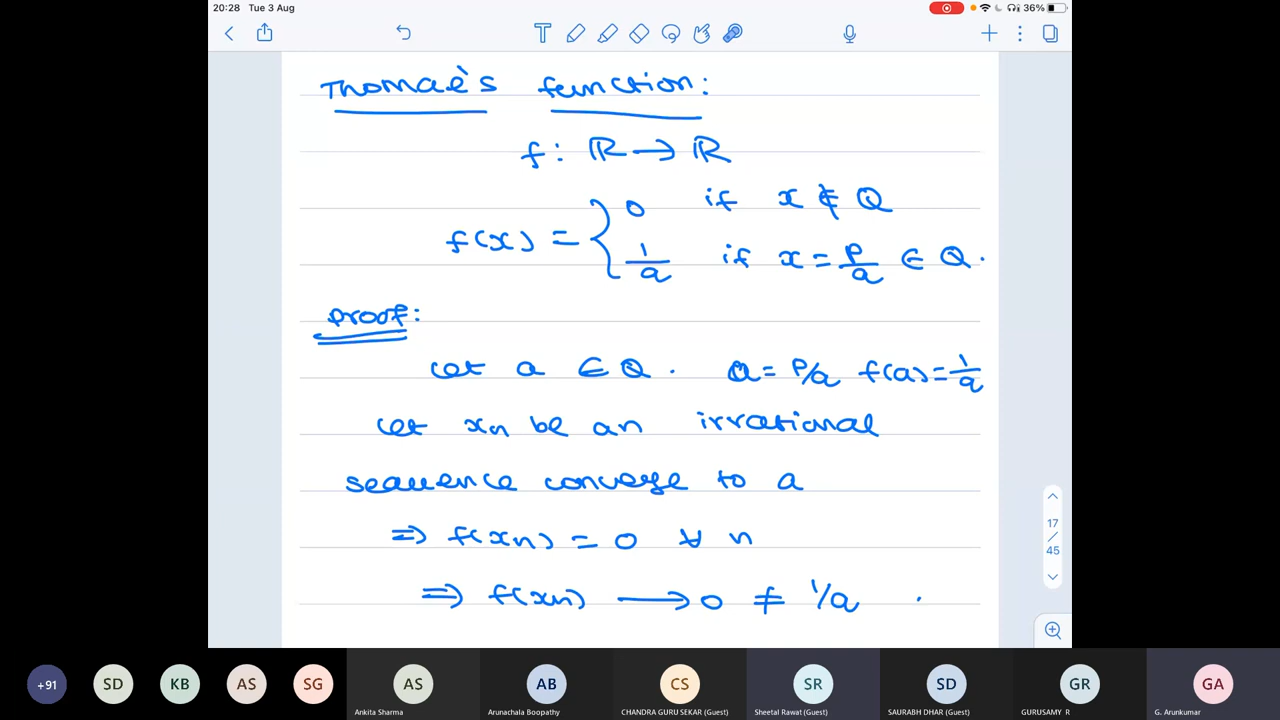 20:28 Tue 3 Aug
36%
Thomae's function:
f: ℝ → ℝ
f(x) = { 0 if x ∉ ℚ
1/q if x = p/q ∈ ℚ.
Proof:
Let a ∈ ℚ. a = p/q f(a) = 1/q
Let xn be an irrational
sequence converge to a
⇒ f(xn) = 0 ∀ n
⇒ f(xn) → 0 ≠ 1/q .
17
/
45
+91 SD KB AS SG AS AB CS SR SD GR GA
Ankita Sharma Arunachala Boopathy CHANDRA GURU SEKAR (Guest) Sheetal Rawat (Guest) SAURABH DHAR (Guest) GURUSAMY R G. Arunkumar